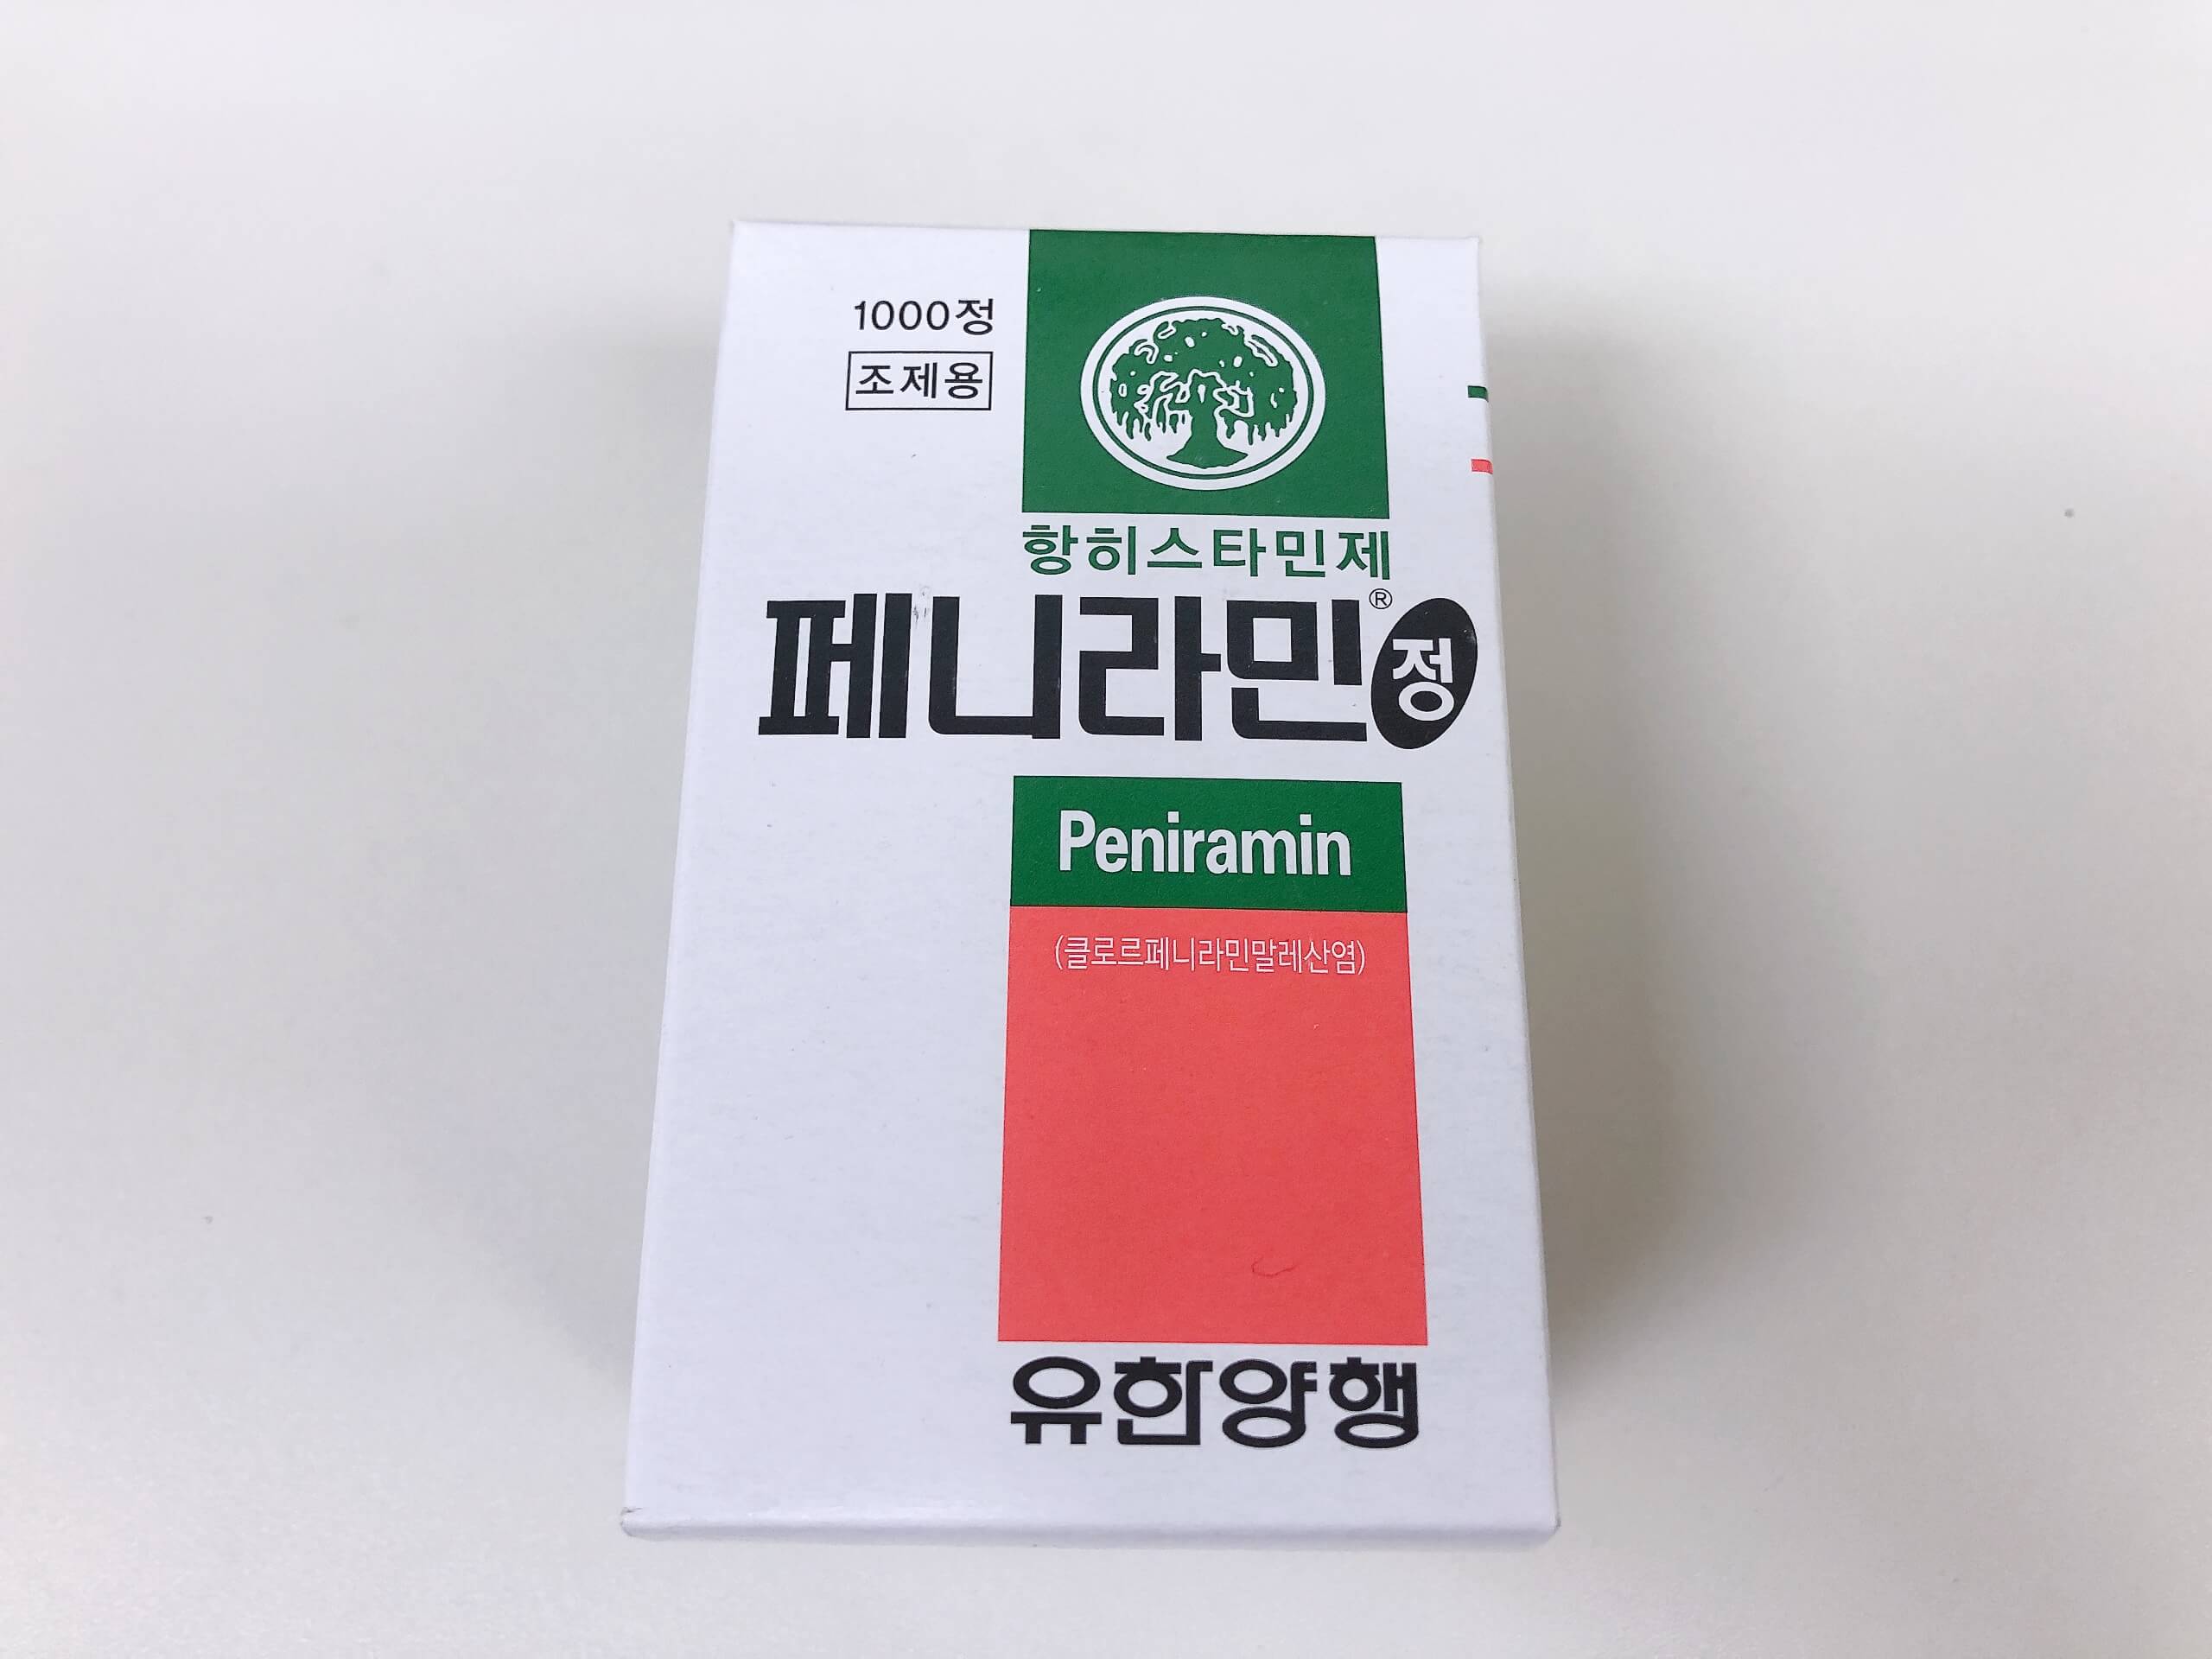 1000정
조제용
항히스타민제
페니라민® 정
Peniramin
(클로르페니라민말레산염)
유한양행